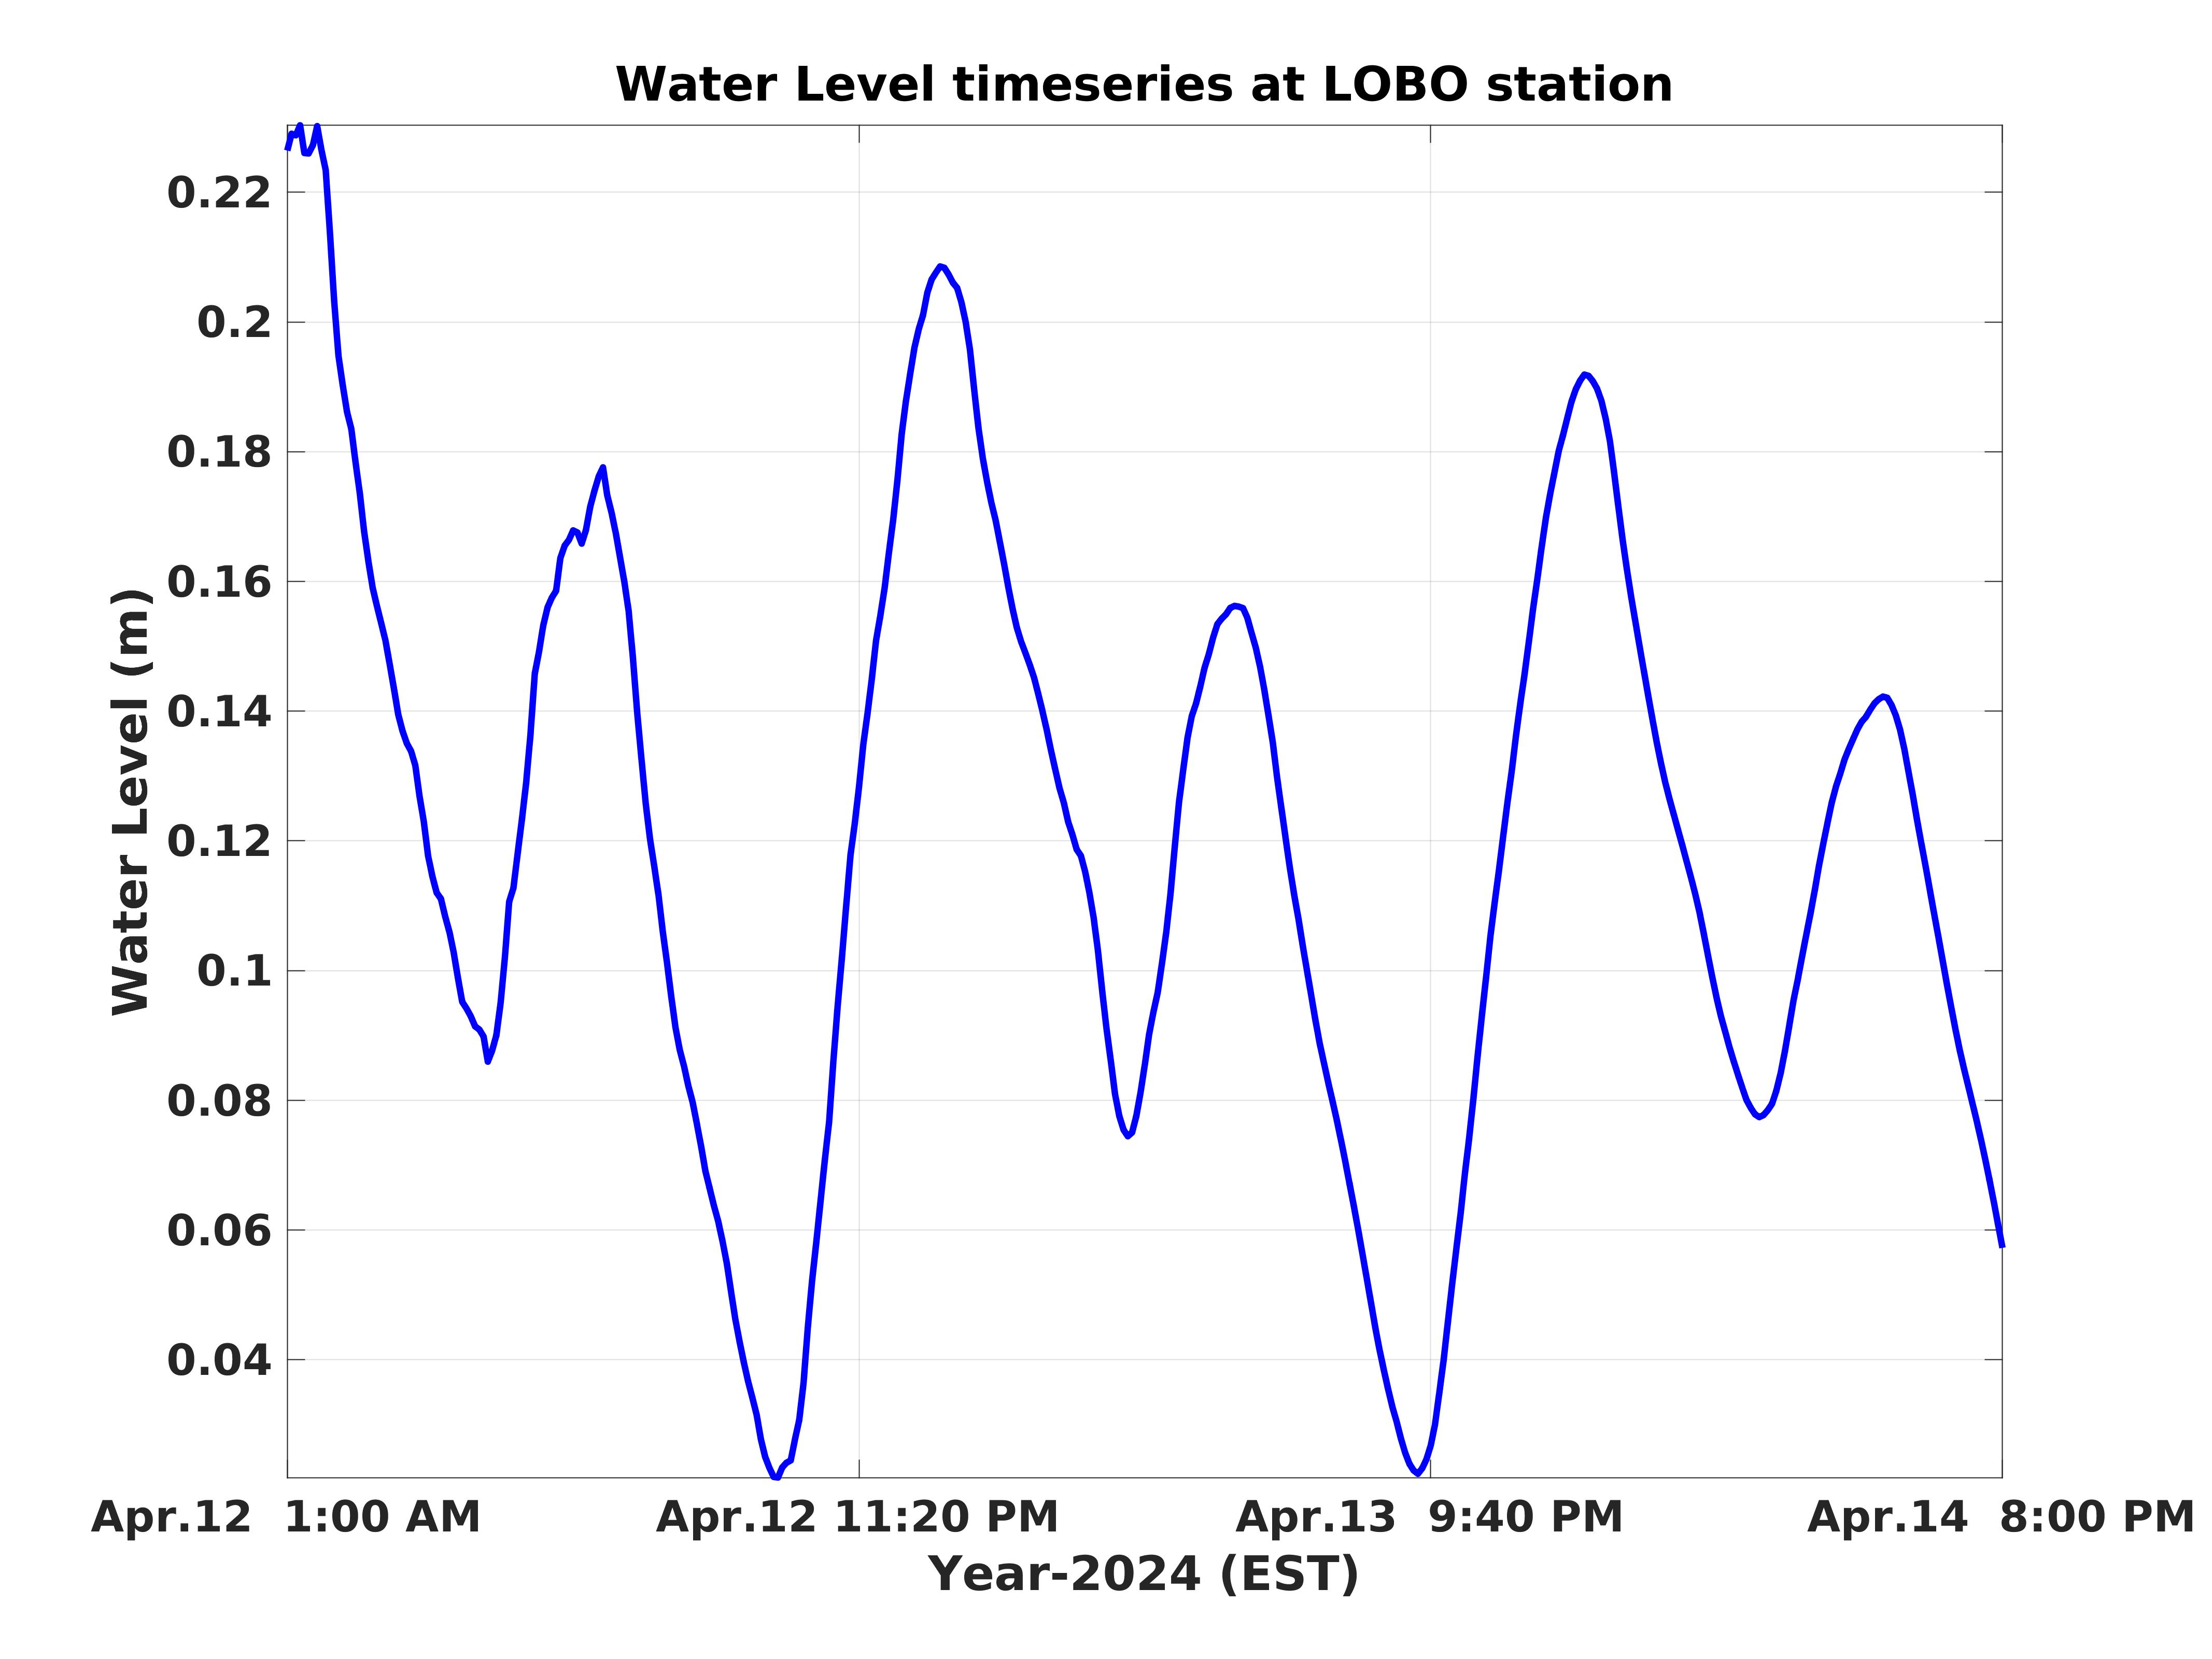 Water Level timeseries at LOBO station
Water Level (m)
0.22
0.2
0.18
0.16
0.14
0.12
0.1
0.08
0.06
0.04
Apr.12  1:00 AM
Apr.12 11:20 PM
Apr.13  9:40 PM
Apr.14  8:00 PM
Year-2024 (EST)